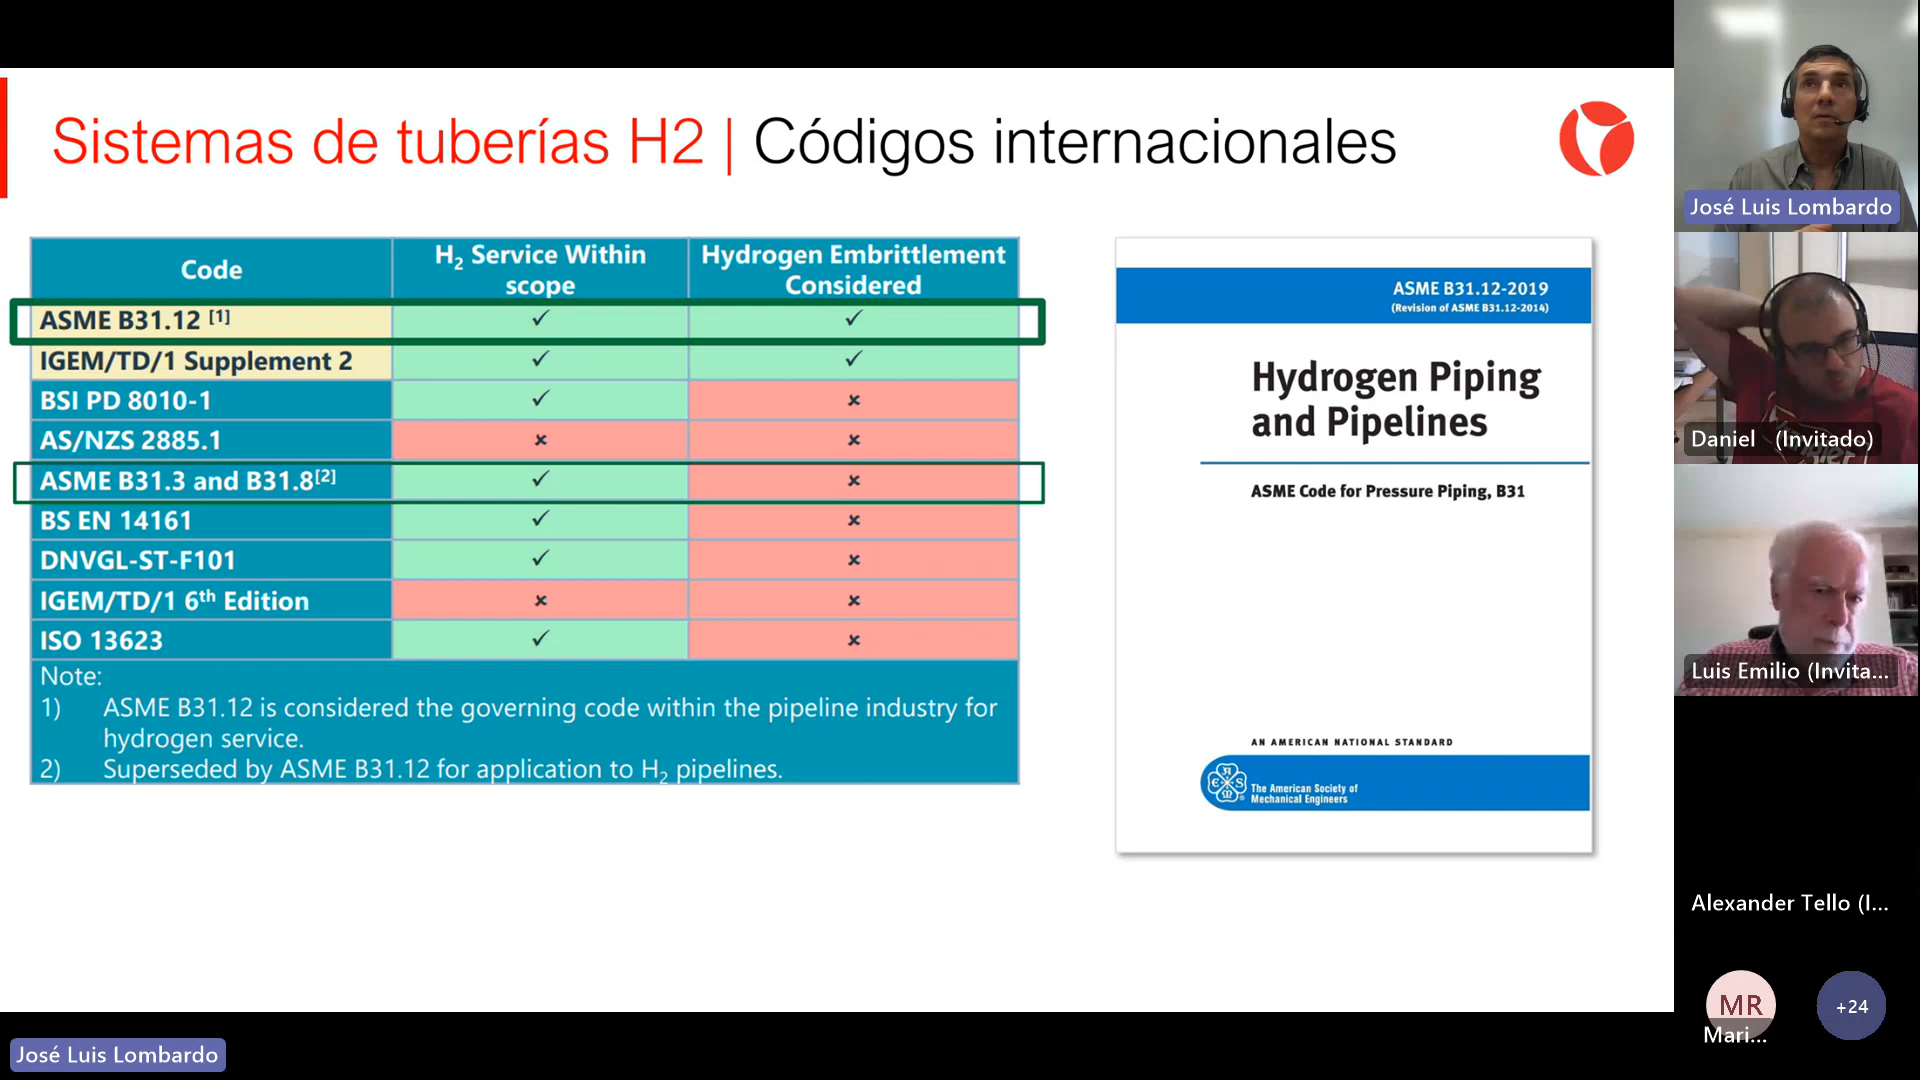 Sistemas de tuberías H2 | Códigos internacionales
Code
H₂ Service Within
scope
Hydrogen Embrittlement
Considered
ASME B31.12 [1] ✓ ✓
IGEM/TD/1 Supplement 2 ✓ ✓
BSI PD 8010-1 ✓ ×
AS/NZS 2885.1 × ×
ASME B31.3 and B31.8[2] ✓ ×
BS EN 14161 ✓ ×
DNVGL-ST-F101 ✓ ×
IGEM/TD/1 6th Edition × ×
ISO 13623 ✓ ×
Note:
1) ASME B31.12 is considered the governing code within the pipeline industry for
hydrogen service.
2) Superseded by ASME B31.12 for application to H₂ pipelines.
ASME B31.12-2019
(Revision of ASME B31.12-2014)
Hydrogen Piping
and Pipelines
ASME Code for Pressure Piping, B31
AN AMERICAN NATIONAL STANDARD
The American Society of
Mechanical Engineers
José Luis Lombardo
Daniel (Invitado)
Luis Emilio (Invita...
Alexander Tello (I...
MR
Mari...
+24
José Luis Lombardo